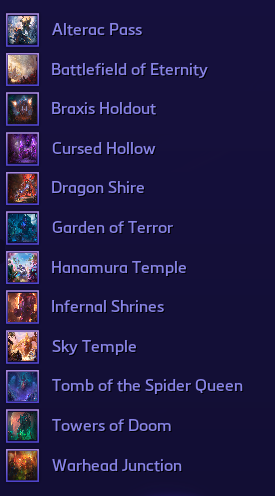 Alterac Pass
Battlefield of Eternity
Braxis Holdout
Cursed Hollow
Dragon Shire
Garden of Terror
Hanamura Temple
Infernal Shrines
Sky Temple
Tomb of the Spider Queen
Towers of Doom
Warhead Junction